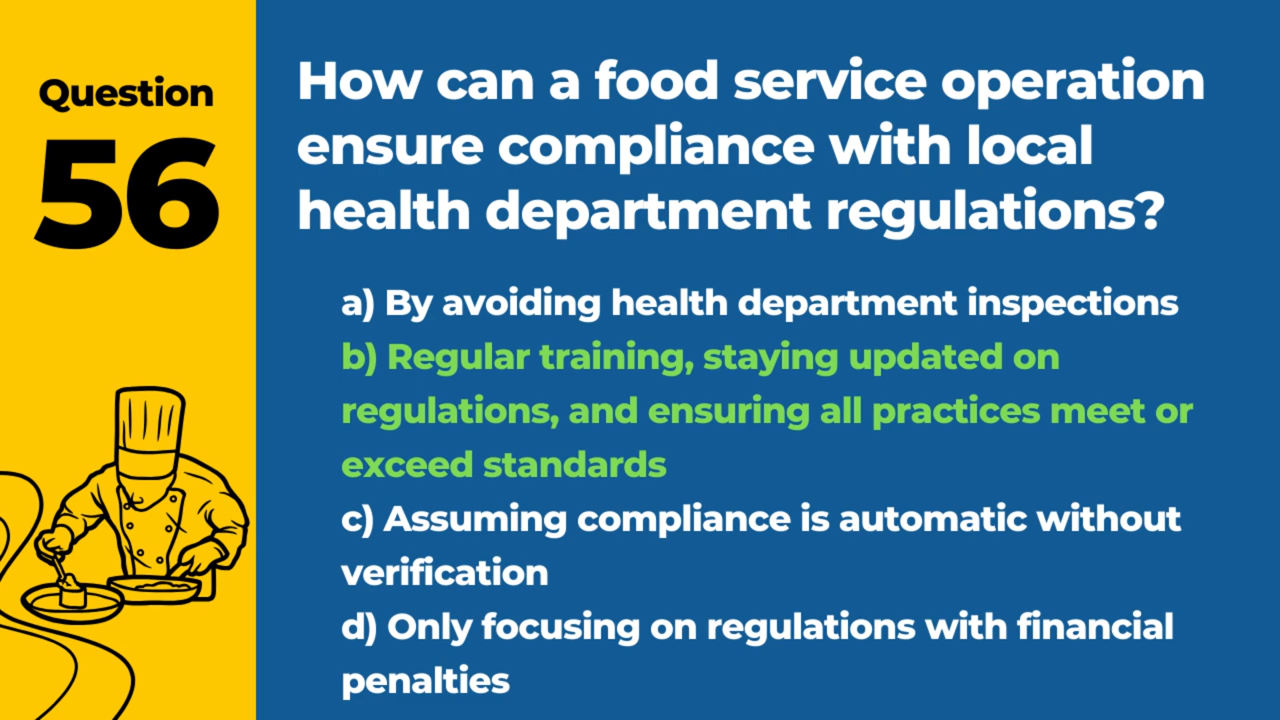 Question
56
How can a food service operation
ensure compliance with local
health department regulations?
a) By avoiding health department inspections
b) Regular training, staying updated on
regulations, and ensuring all practices meet or
exceed standards
c) Assuming compliance is automatic without
verification
d) Only focusing on regulations with financial
penalties